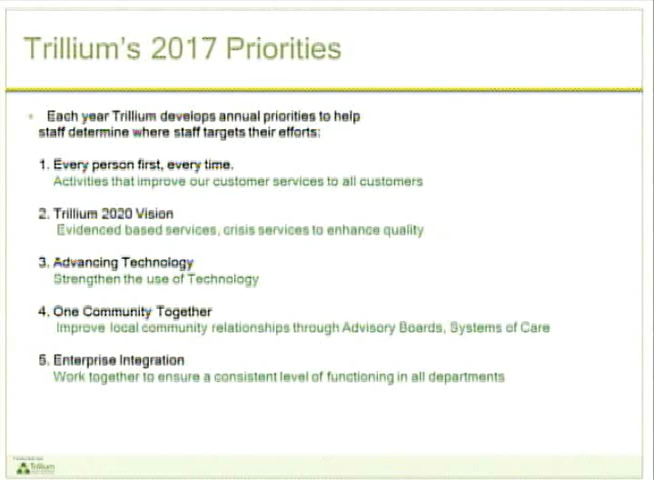 Trillium's 2017 Priorities
Each year Trillium develops annual priorities to help
staff determine where staff targets their efforts:
1. Every person first, every time.
Activities that improve our customer services to all customers
2. Trillium 2020 Vision
Evidenced based services, crisis services to enhance quality
3. Advancing Technology
Strengthen the use of Technology
4. One Community Together
Improve local community relationships through Advisory Boards, Systems of Care
5. Enterprise Integration
Work together to ensure a consistent level of functioning in all departments
Trillium